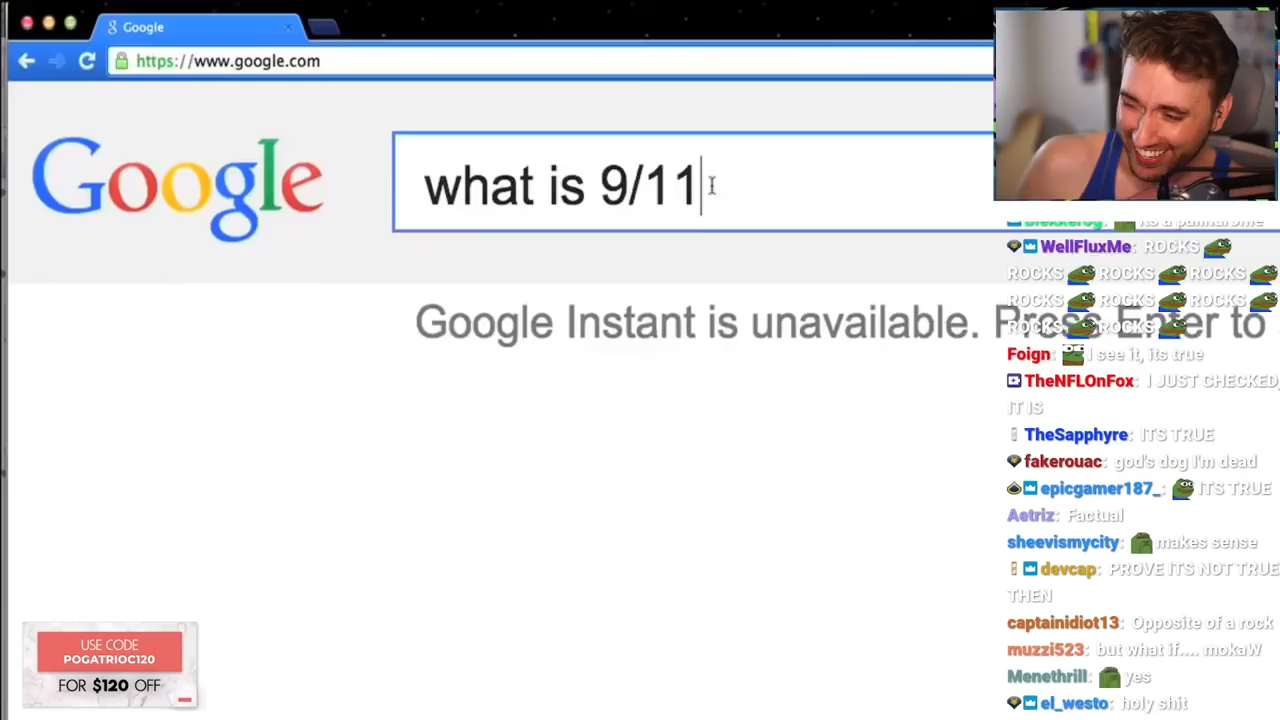 Google
https://www.google.com
Google
what is 9/11
Google Instant is unavailable. Press Enter to
WellFluxMe: ROCKS
ROCKS ROCKS ROCKS
ROCKS ROCKS ROCKS
ROCKS ROCKS
Foign I see it, its true
TheNFLOnFox: I JUST CHECKED,
IT IS
TheSapphyre: ITS TRUE
fakerouac: god's dog I'm dead
epicgamer187_: ITS TRUE
Aetriz: Factual
sheevismycity: makes sense
devcap: PROVE ITS NOT TRUE
THEN
captainidiot13: Opposite of a rock
muzzi523: but what if.... mokaW
Menethrill: yes
el_westo: holy shit
USE CODE
POGATRIOC120
FOR $120 OFF